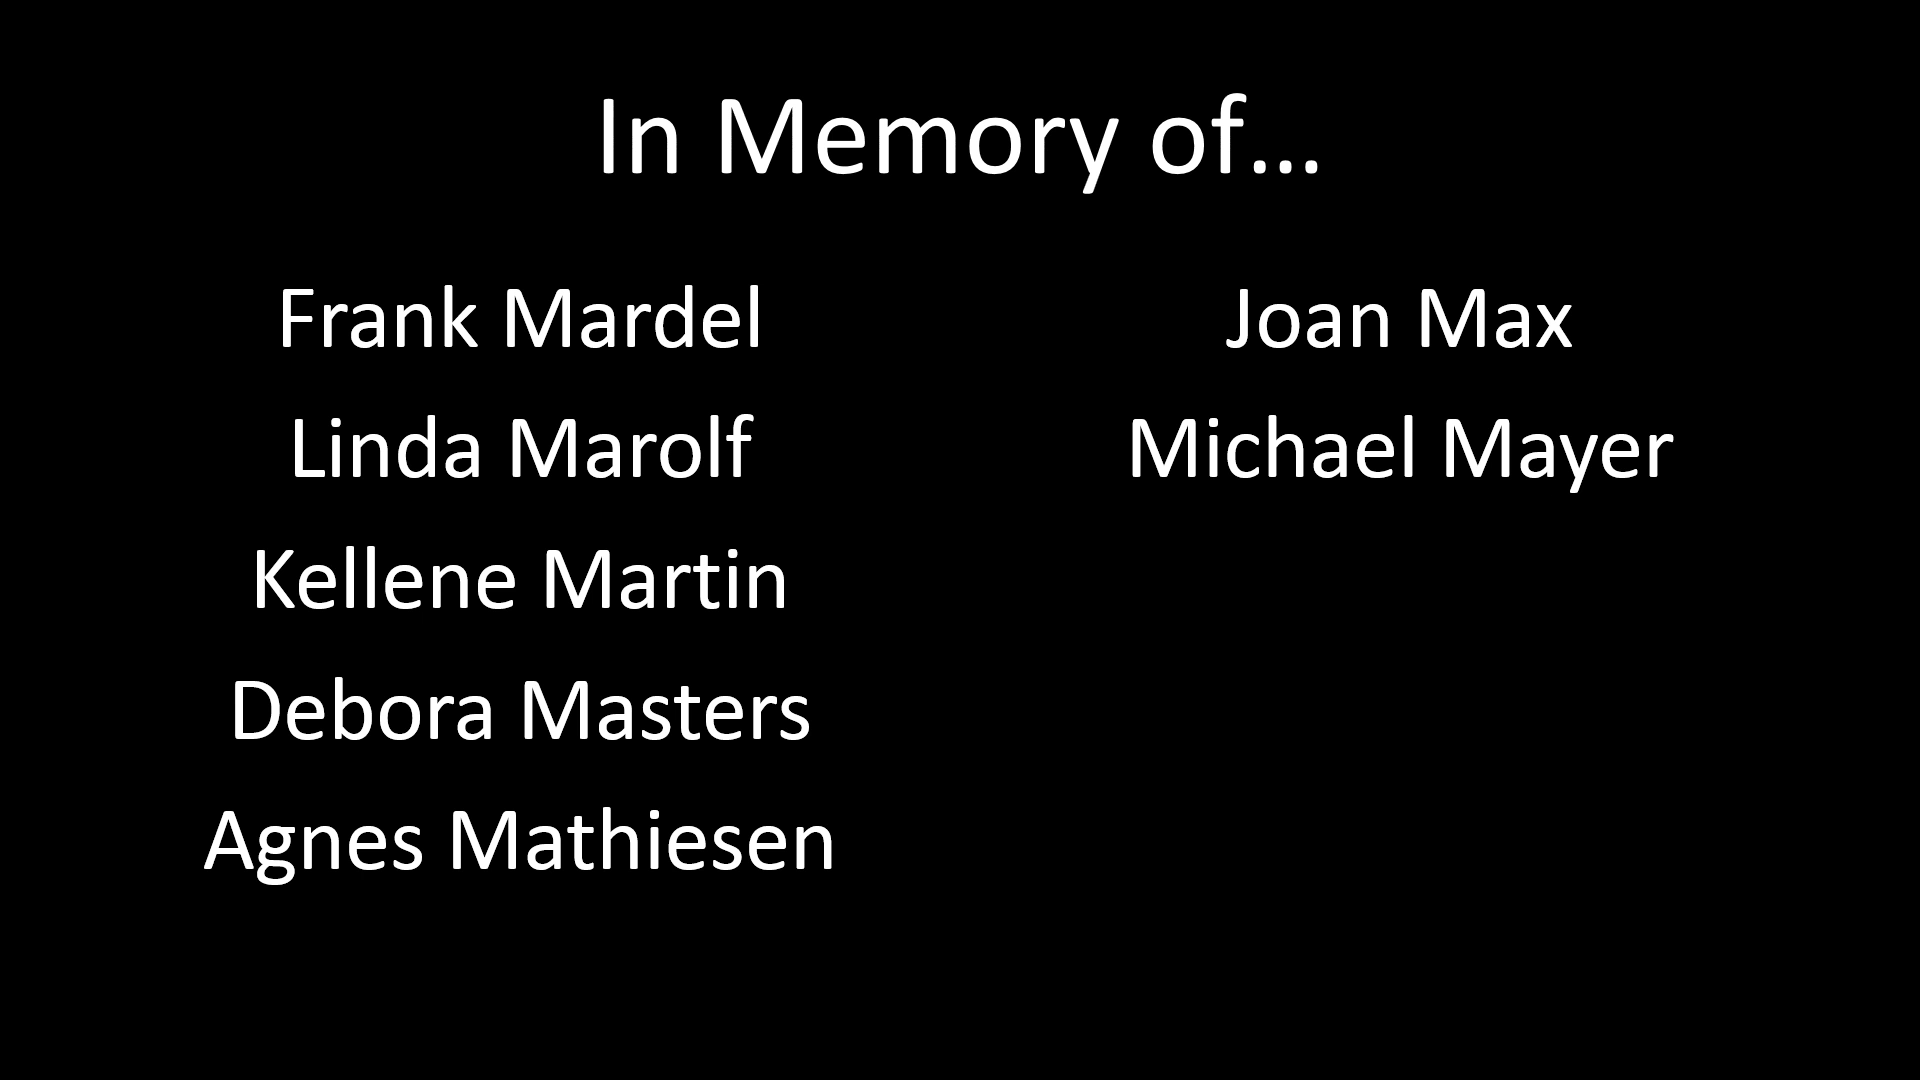 In Memory of…
Frank Mardel
Linda Marolf
Kellene Martin
Debora Masters
Agnes Mathiesen
Joan Max
Michael Mayer